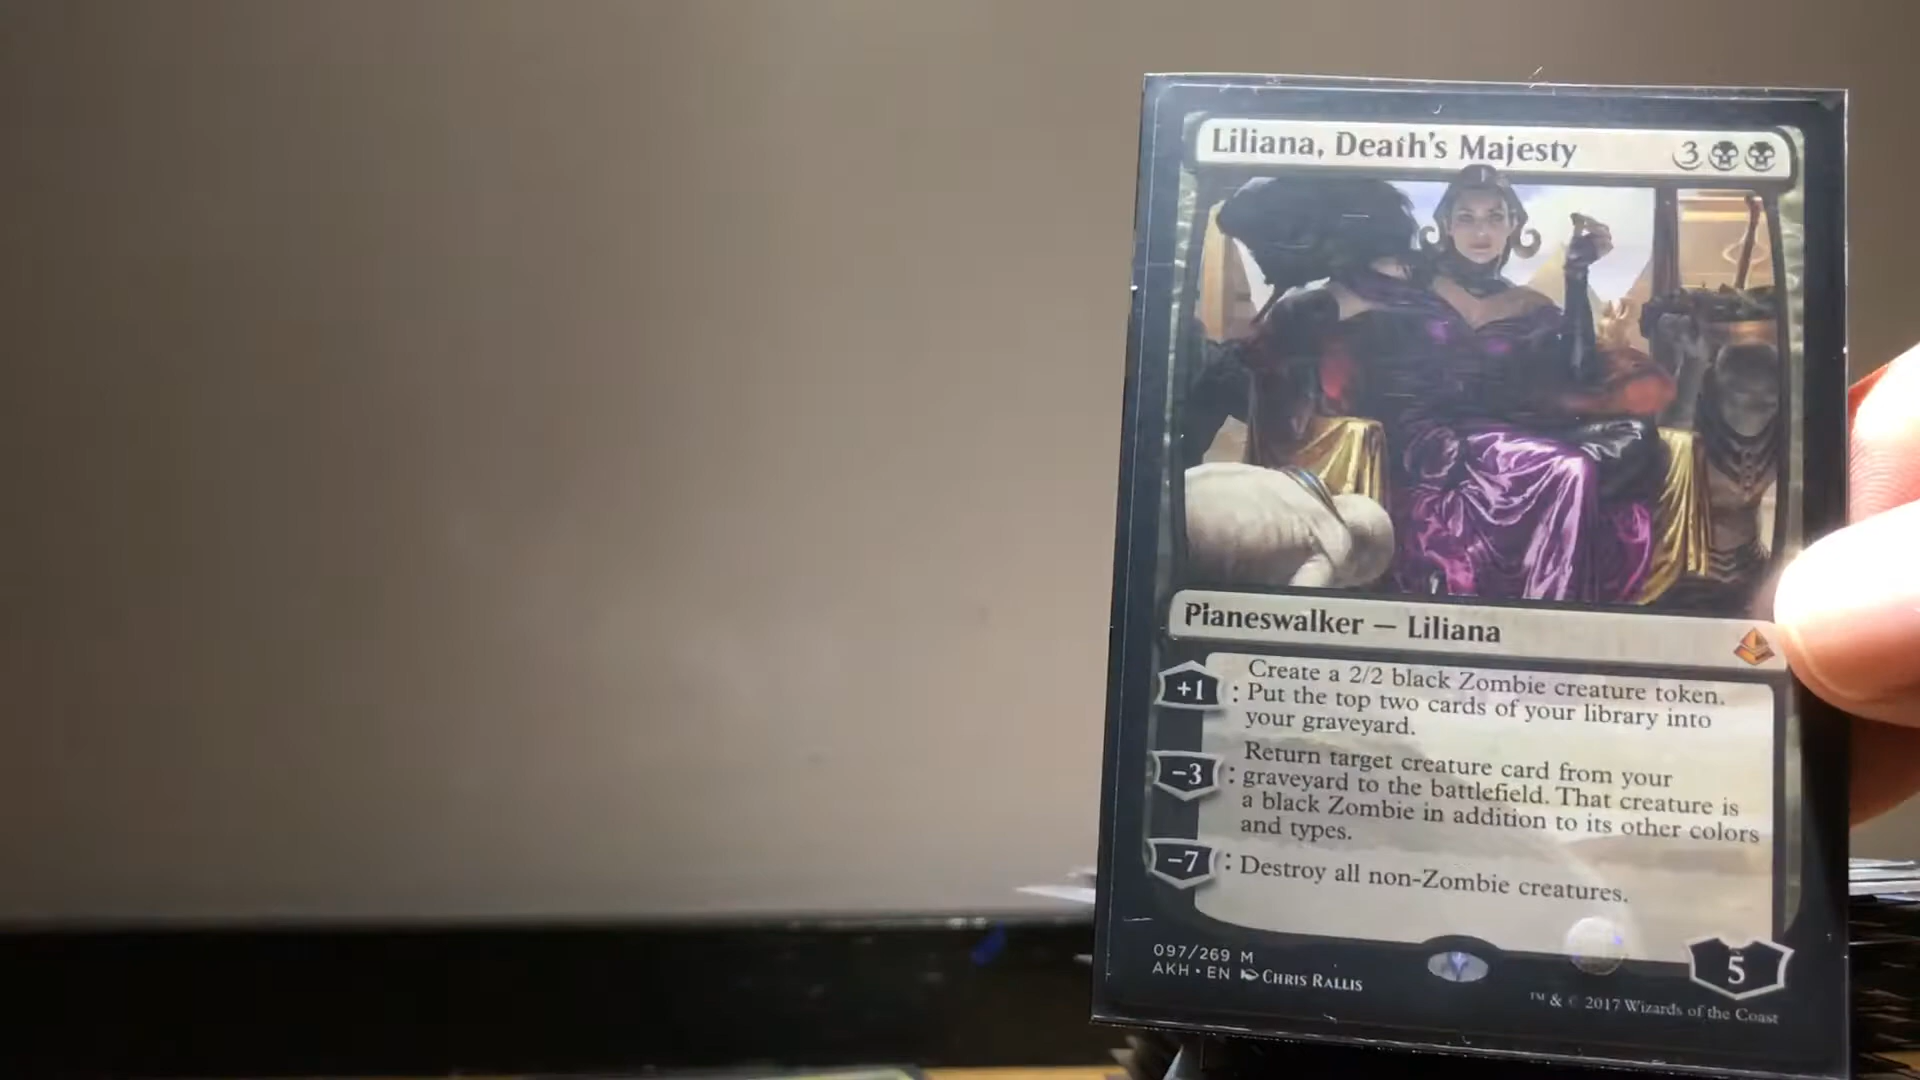 Liliana, Death's Majesty 3
Planeswalker — Liliana
Create a 2/2 black Zombie creature token.
+1 : Put the top two cards of your library into
your graveyard.
Return target creature card from your
−3 : graveyard to the battlefield. That creature is
a black Zombie in addition to its other colors
and types.
−7 : Destroy all non-Zombie creatures.
097/269 M
AKH • EN Chris Rallis
5
™ & © 2017 Wizards of the Coast